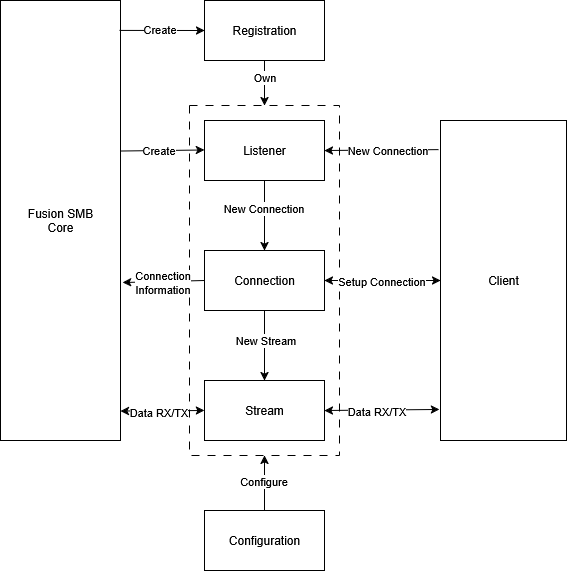 Create
Registration
Own
Create
Listener
New Connection
New Connection
Fusion SMB
Core
Connection
Information
Connection
Setup Connection
Client
New Stream
Data RX/TX
Stream
Data RX/TX
Configure
Configuration